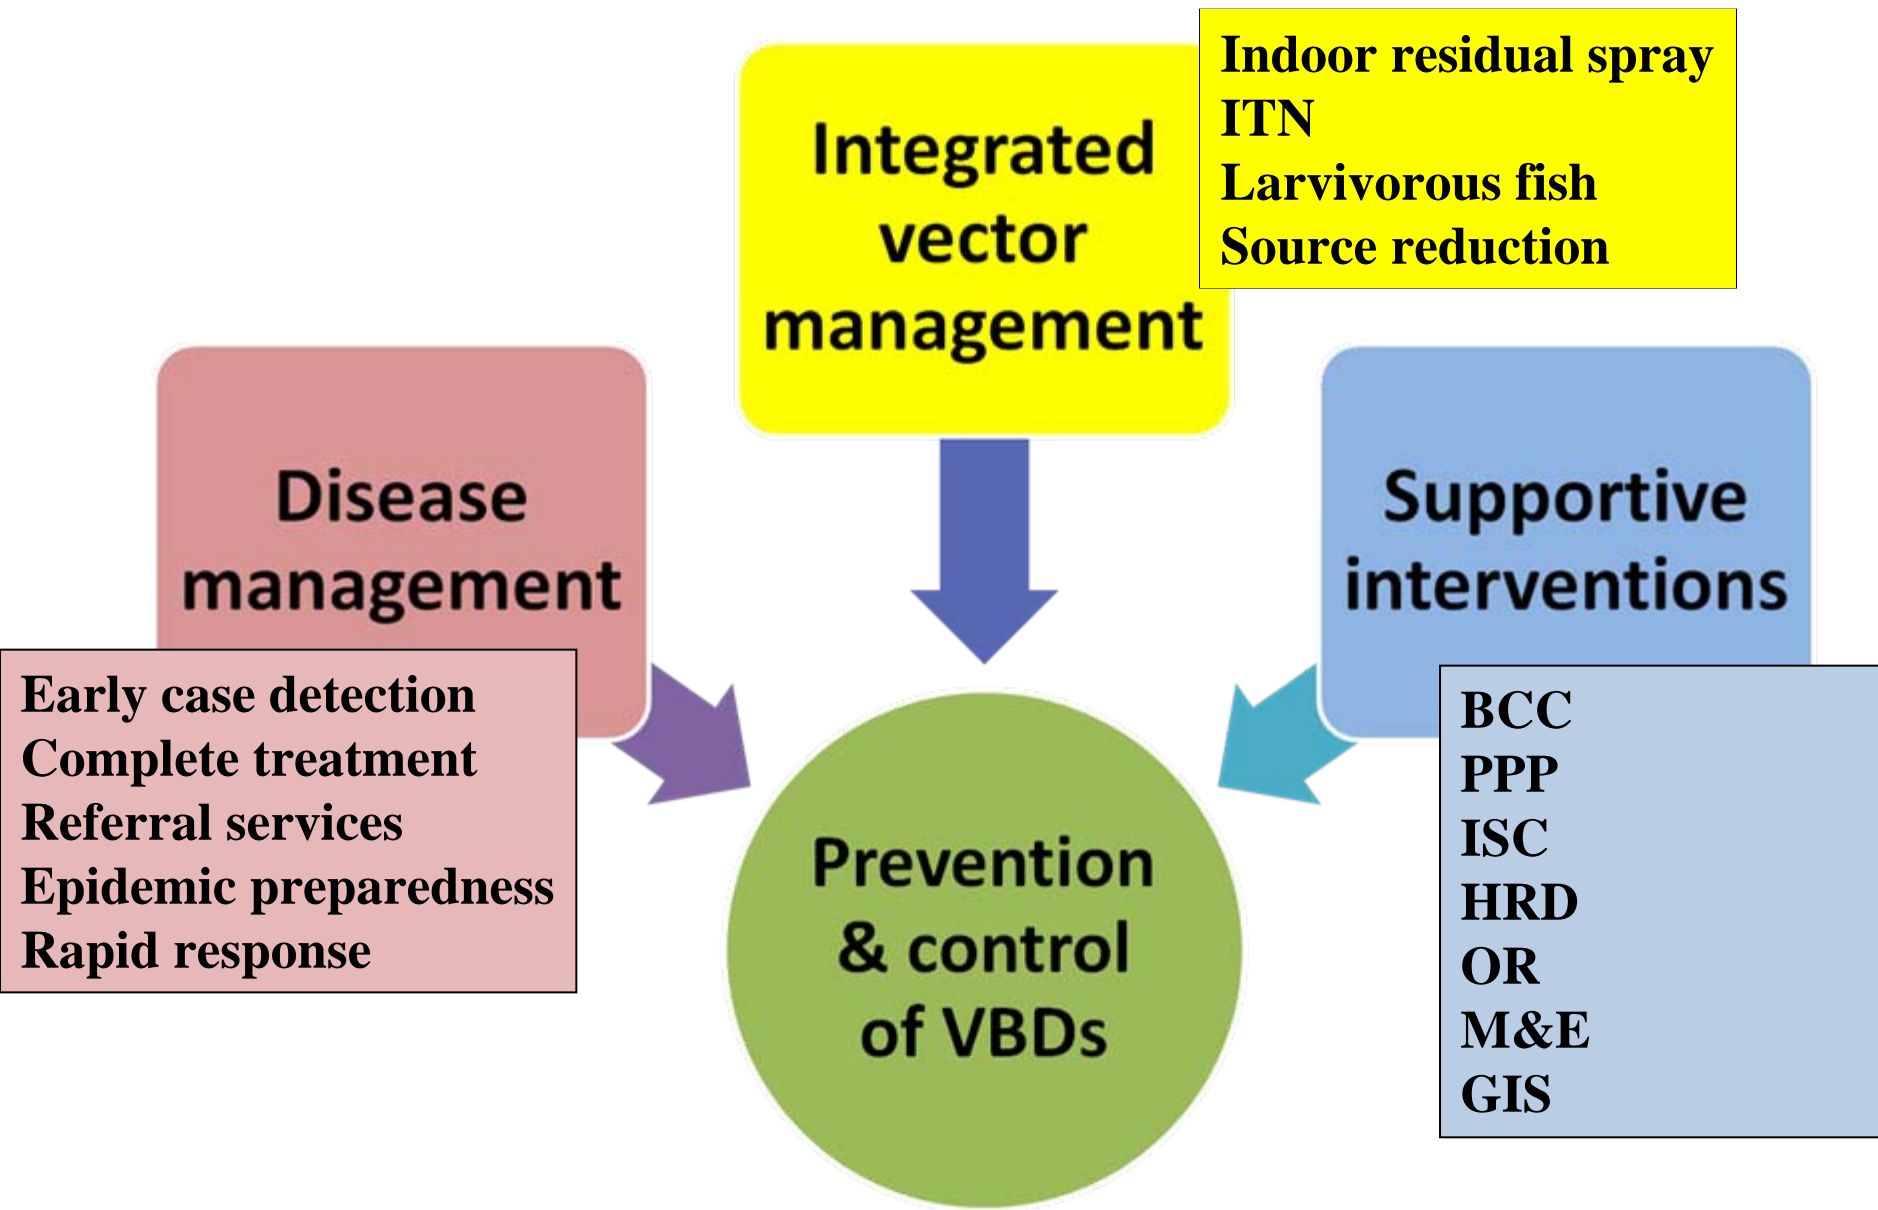 Integrated
vector
management
Indoor residual spray
ITN
Larvivorous fish
Source reduction
Disease
management
Early case detection
Complete treatment
Referral services
Epidemic preparedness
Rapid response
Supportive
interventions
BCC
PPP
ISC
HRD
OR
M&E
GIS
Prevention
& control
of VBDs